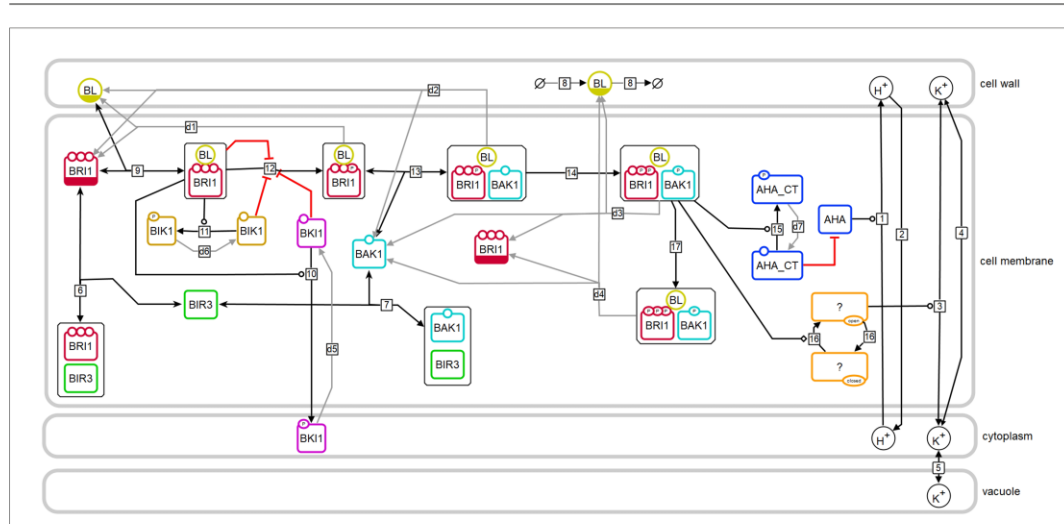 BL
8
BL
8
H+
K+
cell wall
d2
d1
BL
BL
BL
BL
BRI1
9
BRI1
12
P
BRI1
13
P
BRI1
BAK1
14
P P
BRI1
P
BAK1
P
AHA_CT
AHA
1
2
4
P
BIK1
11
BIK1
d6
BKI1
d3
15
d7
BAK1
BRI1
17
AHA_CT
cell membrane
10
6
BIR3
7
d4
BL
?
open
3
BRI1
BAK1
P P P
BRI1
P
BAK1
16
16
BIR3
BIR3
d5
?
closed
P
BKI1
H+
K+
cytoplasm
5
K+
vacuole